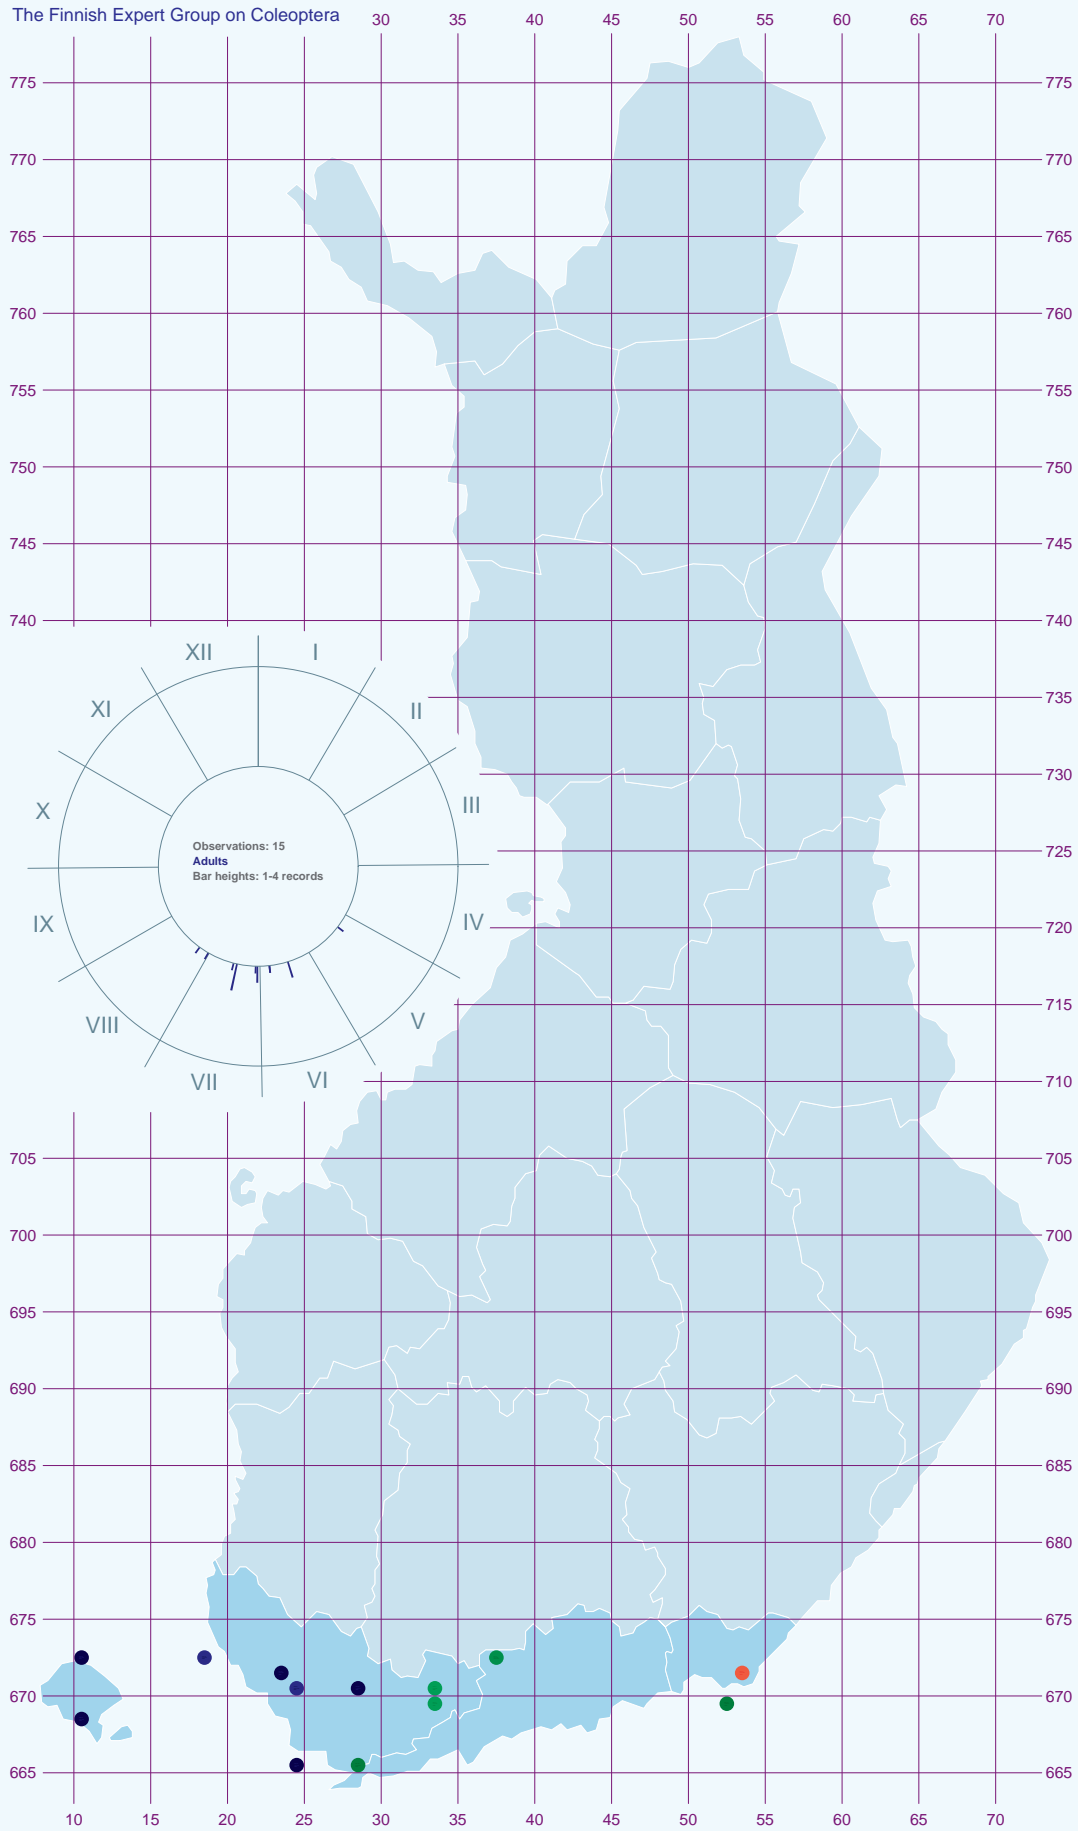 The Finnish Expert Group on Coleoptera
30 40 45 50 55 60 65 70
775 775
770 770
765 765
760 760
755 755
750 750
745 745
740 740
XII I
XI II
735
730
X III
725
Observations: 15
Adults
Bar heights: 1-4 records
IX IV
720
715
VIII V
VII VI
710
705 705
700 700
695 695
690 690
685 685
680 680
675 675
670 670
665 665
10 15 20 25 30 35 40 45 50 55 60 65 70